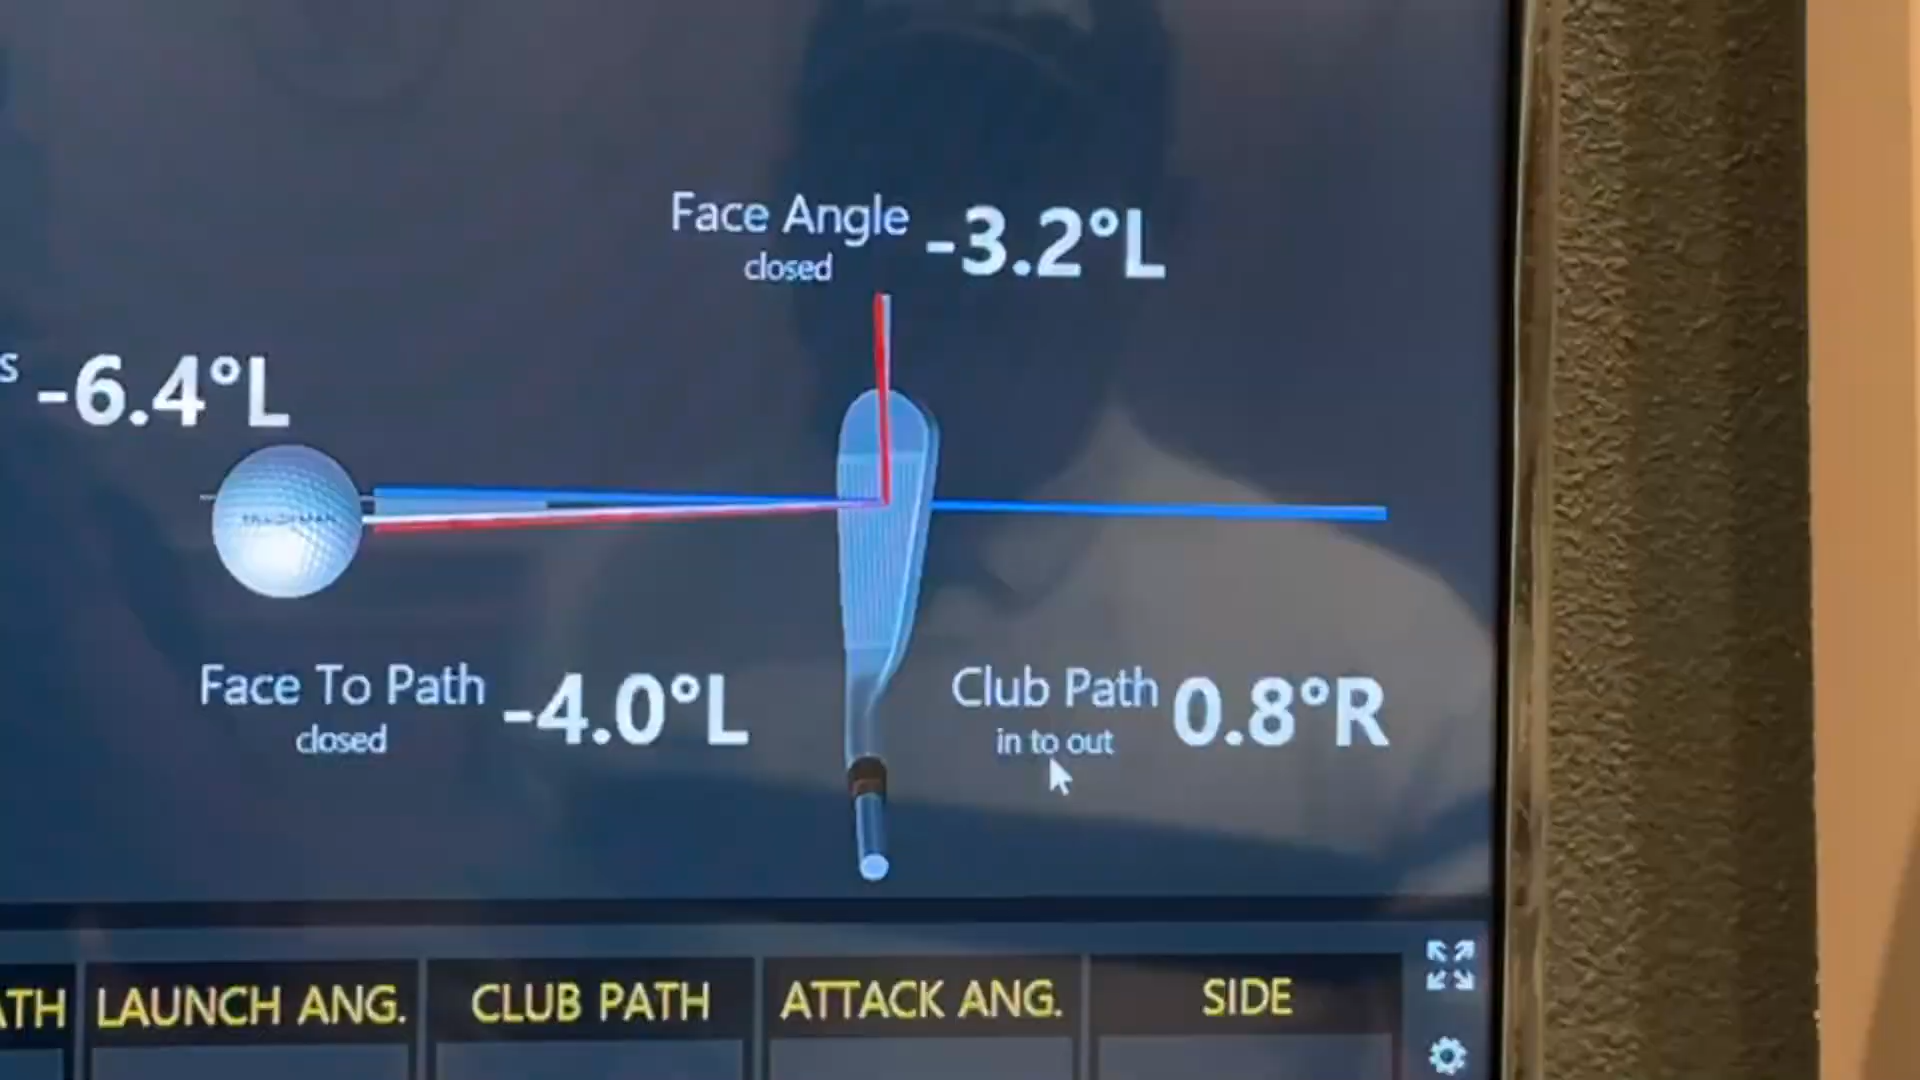 Face Angle -3.2°L
closed
s -6.4°L
Face To Path -4.0°L
closed
Club Path 0.8°R
in to out
ATH LAUNCH ANG. CLUB PATH ATTACK ANG. SIDE